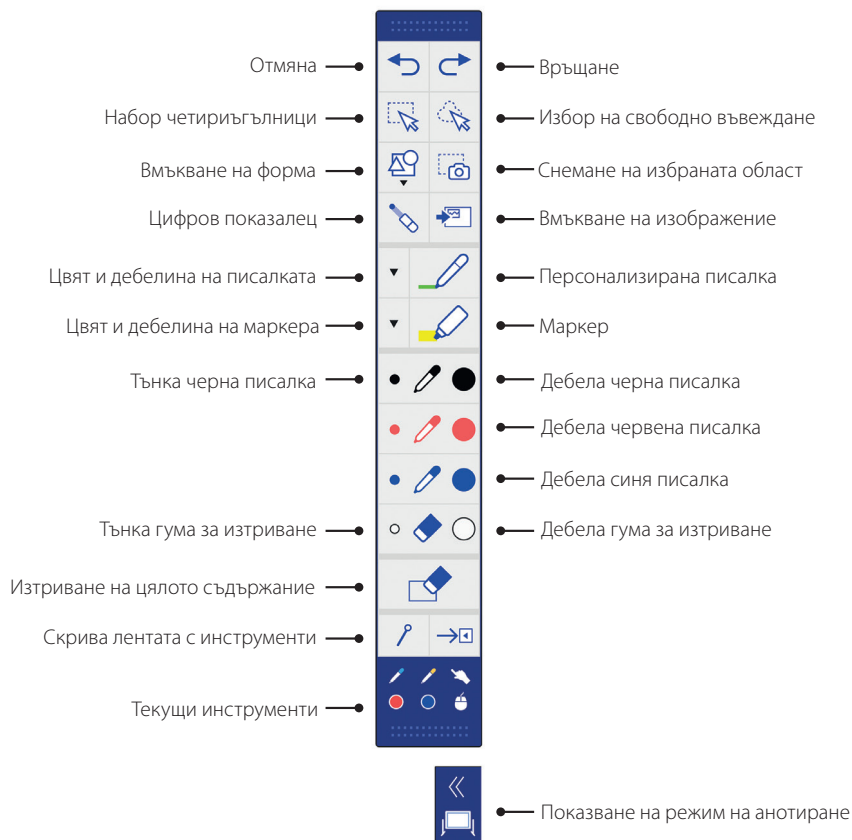 Отмяна
Връщане
Набор четириъгълници
Избор на свободно въвеждане
Вмъкване на форма
Снемане на избраната област
Цифров показалец
Вмъкване на изображение
Цвят и дебелина на писалката
Персонализирана писалка
Цвят и дебелина на маркера
Маркер
Тънка черна писалка
Дебела черна писалка
Дебела червена писалка
Дебела синя писалка
Тънка гума за изтриване
Дебела гума за изтриване
Изтриване на цялото съдържание
Скрива лентата с инструменти
Текущи инструменти
Показване на режим на анотиране